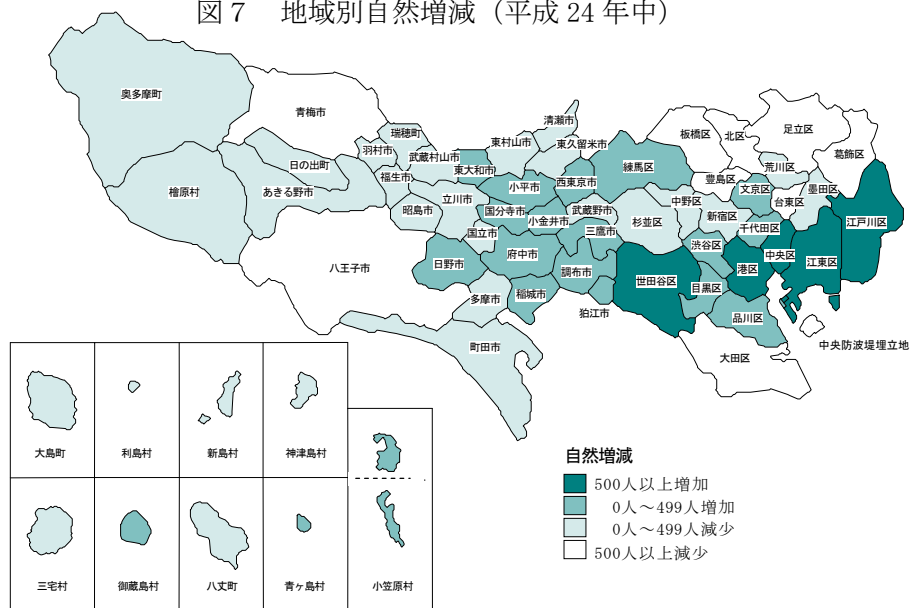 図７　地域別自然増減（平成 24 年中）
奥多摩町
青梅市
瑞穂町
羽村市
武蔵村山市
東村山市
清瀬市
東久留米市
板橋区
北区
足立区
葛飾区
日の出町
福生市
東大和市
小平市
西東京市
練馬区
豊島区
荒川区
檜原村
あきる野市
昭島市
立川市
国分寺市
小金井市
武蔵野市
三鷹市
杉並区
中野区
新宿区
文京区
台東区
墨田区
江戸川区
千代田区
国立市
八王子市
日野市
府中市
調布市
世田谷区
渋谷区
港区
中央区
江東区
多摩市
稲城市
狛江市
目黒区
品川区
町田市
大田区
中央防波堤埋立地
大島町
利島村
新島村
神津島村
三宅村
御蔵島村
八丈町
青ヶ島村
小笠原村
自然増減
500人以上増加
0人～499人増加
0人～499人減少
500人以上減少